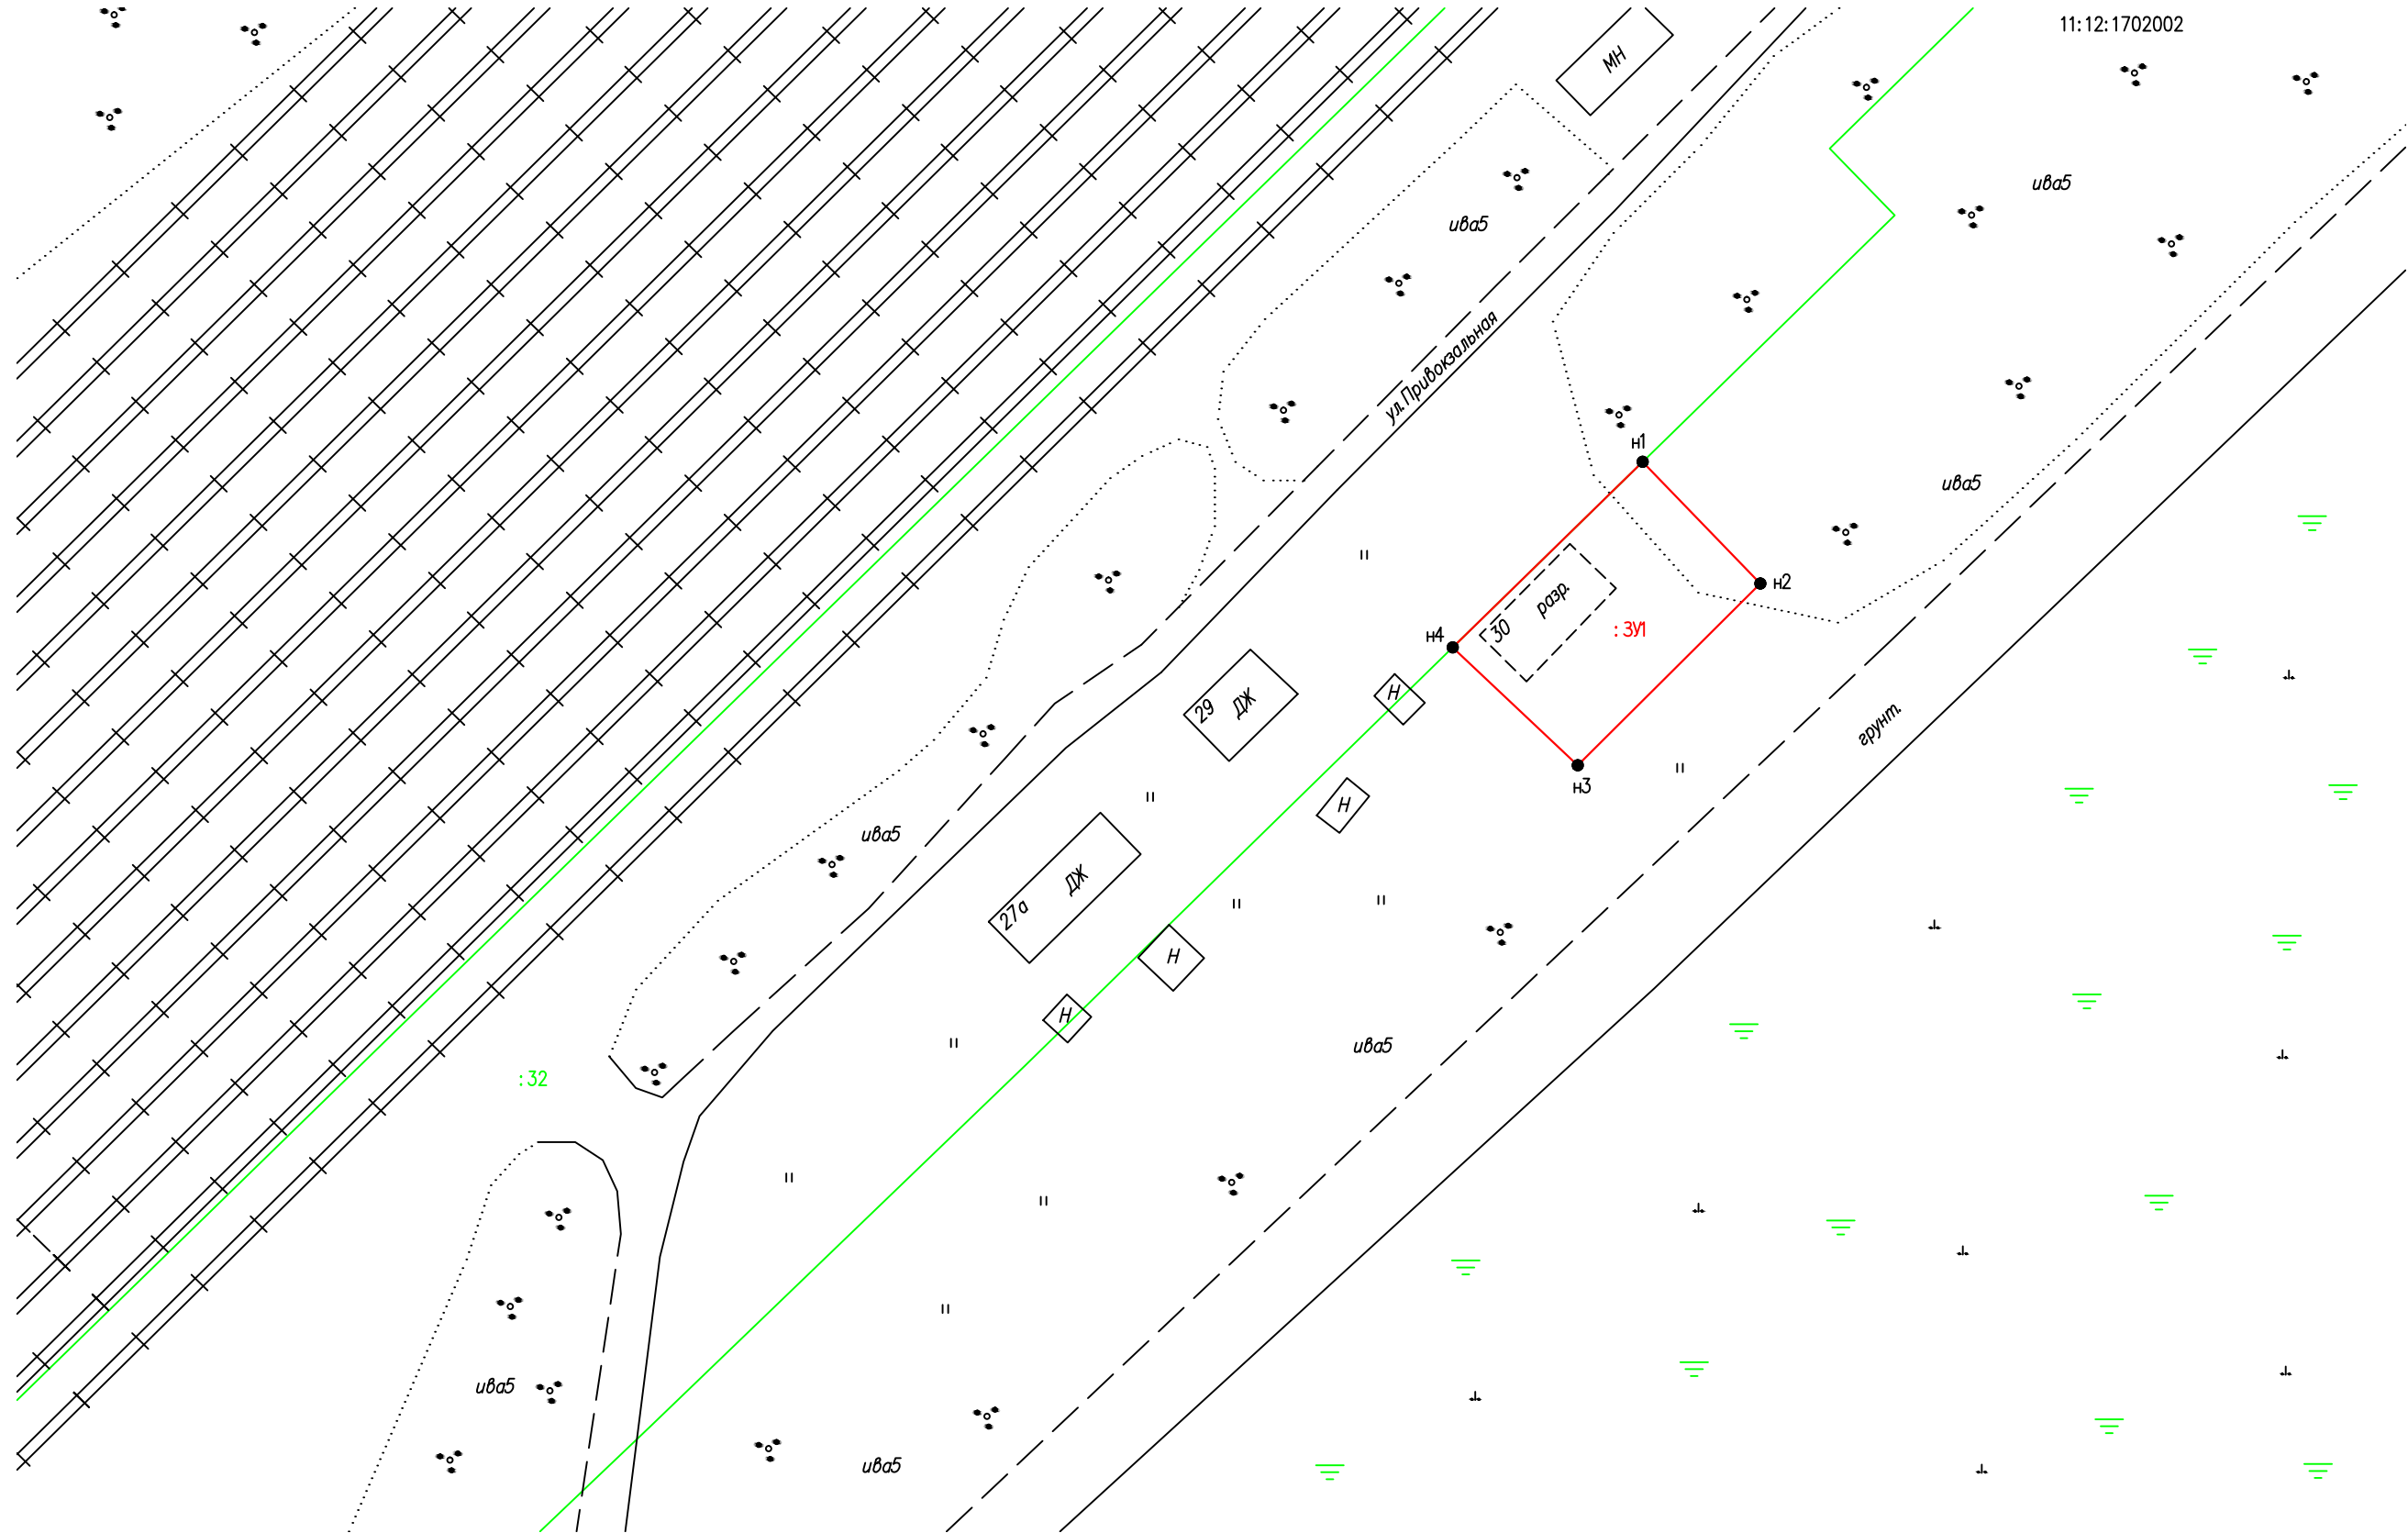 11:12:1702002
МН
ива5
ива5
ул.Привокзальная
н1
ива5
н2
30
разр.
:ЗУ1
н4
Н
29
ДЖ
грунт.
н3
Н
ива5
27а
ДЖ
Н
Н
ива5
:32
ива5
ива5